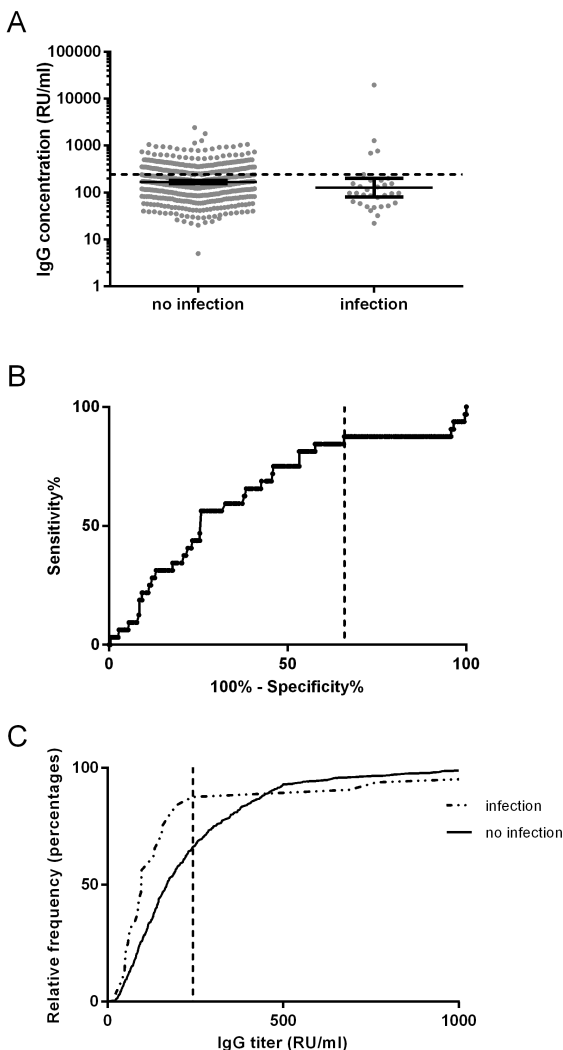 A
IgG concentration (RU/ml)
100000
10000
1000
100
10
1
no infection
infection
B
Sensitivity%
100
50
0
0
50
100
100% - Specificity%
C
Relative frequency (percentages)
100
50
0
infection
no infection
0
500
1000
IgG titer (RU/ml)